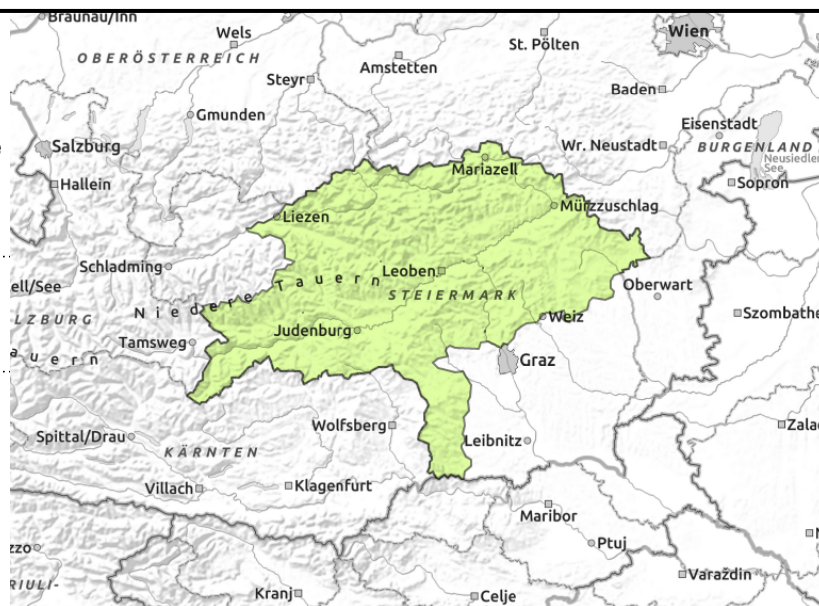 Braunau/Inn
Wels
Wien
OBERÖSTERREICH
St. Pölten
Amstetten
Steyr
Baden
Gmunden
Eisenstadt
Salzburg
Wr. Neustadt
BURGENLAND
Neusiedler
See
Mariazell
Hallein
Sopron
Mürzzuschlag
Liezen
Schladming
Leoben
ell/See
Niedere Tauern
STEIERMARK
Oberwart
LZBURG
Judenburg
Weiz
Szombathe
Tamsweg
auern
Graz
Wolfsberg
Zala
Spittal/Drau
Leibnitz
KÄRNTEN
Villach
Klagenfurt
Maribor
zzo
Ptuj
RIULI-
Varaždin
Kranj
Celje